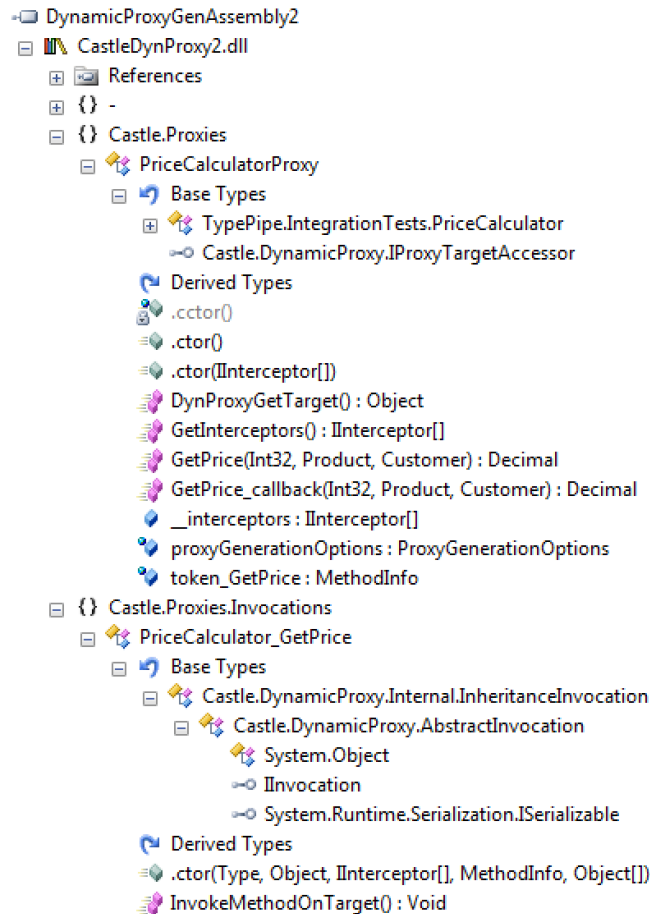 DynamicProxyGenAssembly2
CastleDynProxy2.dll
References
{} -
{} Castle.Proxies
PriceCalculatorProxy
Base Types
TypePipe.IntegrationTests.PriceCalculator
Castle.DynamicProxy.IProxyTargetAccessor
Derived Types
.cctor()
.ctor()
.ctor(IInterceptor[])
DynProxyGetTarget() : Object
GetInterceptors() : IInterceptor[]
GetPrice(Int32, Product, Customer) : Decimal
GetPrice_callback(Int32, Product, Customer) : Decimal
__interceptors : IInterceptor[]
proxyGenerationOptions : ProxyGenerationOptions
token_GetPrice : MethodInfo
{} Castle.Proxies.Invocations
PriceCalculator_GetPrice
Base Types
Castle.DynamicProxy.Internal.InheritanceInvocation
Castle.DynamicProxy.AbstractInvocation
System.Object
IInvocation
System.Runtime.Serialization.ISerializable
Derived Types
.ctor(Type, Object, IInterceptor[], MethodInfo, Object[])
InvokeMethodOnTarget() : Void